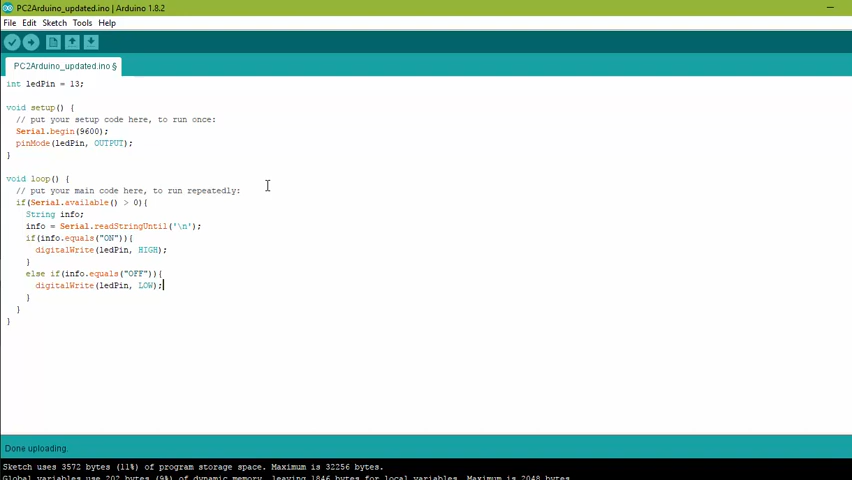 PC2Arduino_updated.ino | Arduino 1.8.2
File Edit Sketch Tools Help
PC2Arduino_updated.ino §
int ledPin = 13;
void setup() {
// put your setup code here, to run once:
Serial.begin(9600);
pinMode(ledPin, OUTPUT);
}
void loop() {
// put your main code here, to run repeatedly:
if(Serial.available() > 0){
String info;
info = Serial.readStringUntil('\n');
if(info.equals("ON")){
digitalWrite(ledPin, HIGH);
}
else if(info.equals("OFF")){
digitalWrite(ledPin, LOW);
}
}
}
Done uploading.
Sketch uses 3572 bytes (11%) of program storage space. Maximum is 32256 bytes.
Global variables use 202 bytes (9%) of dynamic memory, leaving 1846 bytes for local variables. Maximum is 2048 bytes.